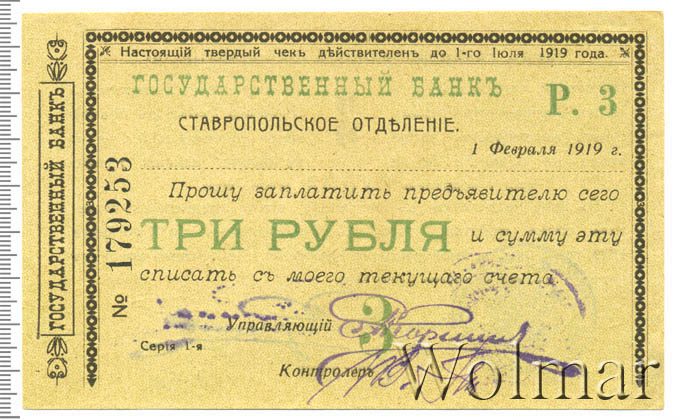 Настоящій твердый чекъ дѣйствителенъ до 1-го Іюля 1919 года.
ГОСУДАРСТВЕННЫЙ БАНКЪ
Р. 3
СТАВРОПОЛЬСКОЕ ОТДѢЛЕНІЕ.
1 Февраля 1919 г.
Прошу заплатить предъявителю сего
ТРИ РУБЛЯ и сумму эту
списать съ моего текущаго счета
3
Управляющій
Серія 1-я
Контролеръ
ГОСУДАРСТВЕННЫЙ БАНКЪ
№ 179253
Wolmar